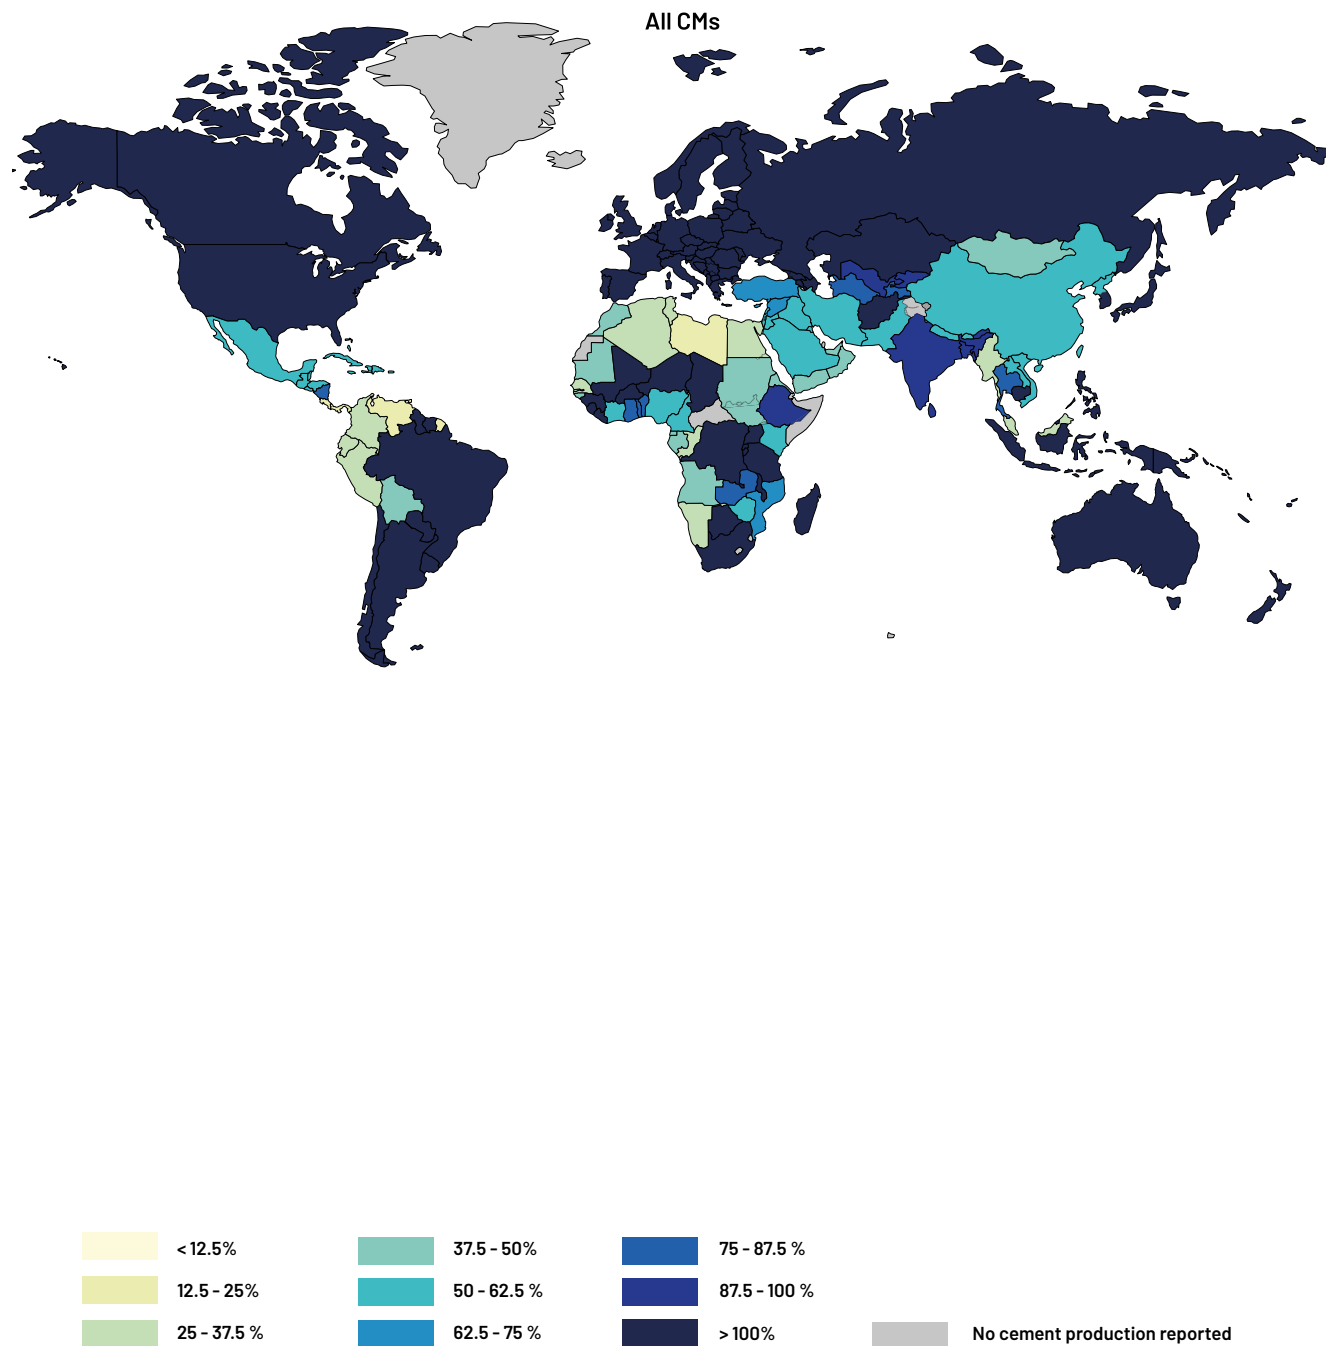 All CMs
< 12.5%
12.5 - 25%
25 - 37.5 %
37.5 - 50%
50 - 62.5 %
62.5 - 75 %
75 - 87.5 %
87.5 - 100 %
> 100%
No cement production reported